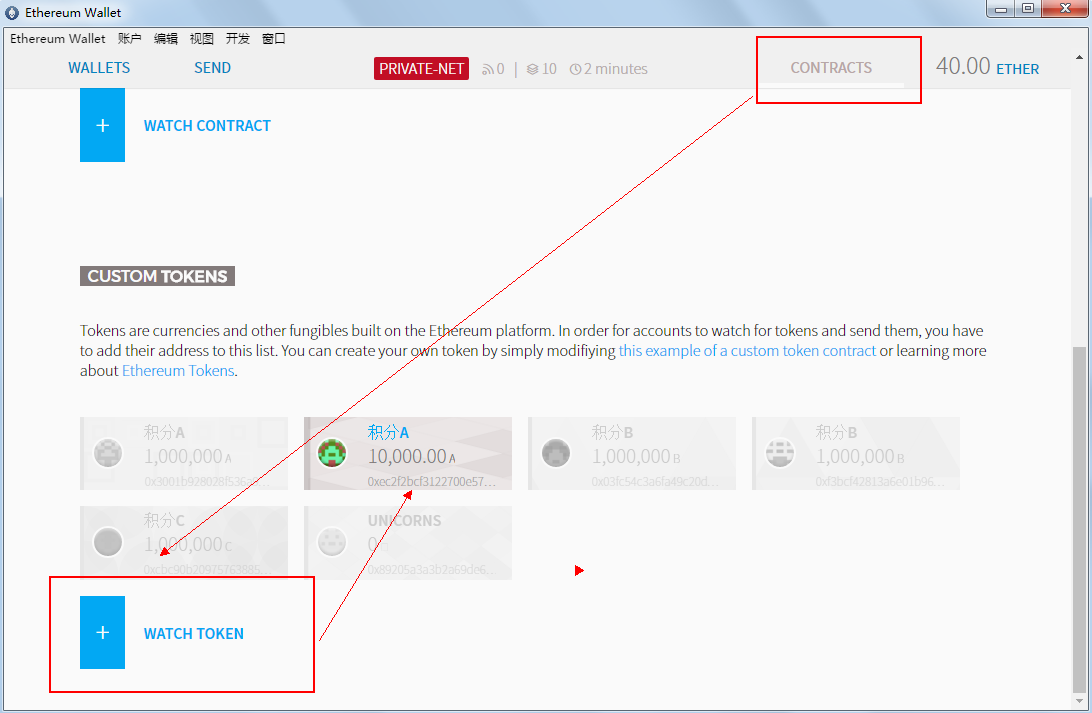 Ethereum Wallet
Ethereum Wallet 账户 编辑 视图 开发 窗口
WALLETS SEND PRIVATE-NET 0 | 10 2 minutes CONTRACTS 40.00 ETHER
+ WATCH CONTRACT
CUSTOM TOKENS
Tokens are currencies and other fungibles built on the Ethereum platform. In order for accounts to watch for tokens and send them, you have
to add their address to this list. You can create your own token by simply modifiying this example of a custom token contract or learning more
about Ethereum Tokens.
积分A 积分A 积分B 积分B
1,000,000 A 10,000.00 A 1,000,000 B 1,000,000 B
0xec2f2bcf3122700e57... 0x03fc54c3a6fa49c20d... 0xf3bcf42813a6e01b96...
积分C UNICORNS
1,000,000 C 0
0x89205a3a3b2a69de6...
+ WATCH TOKEN